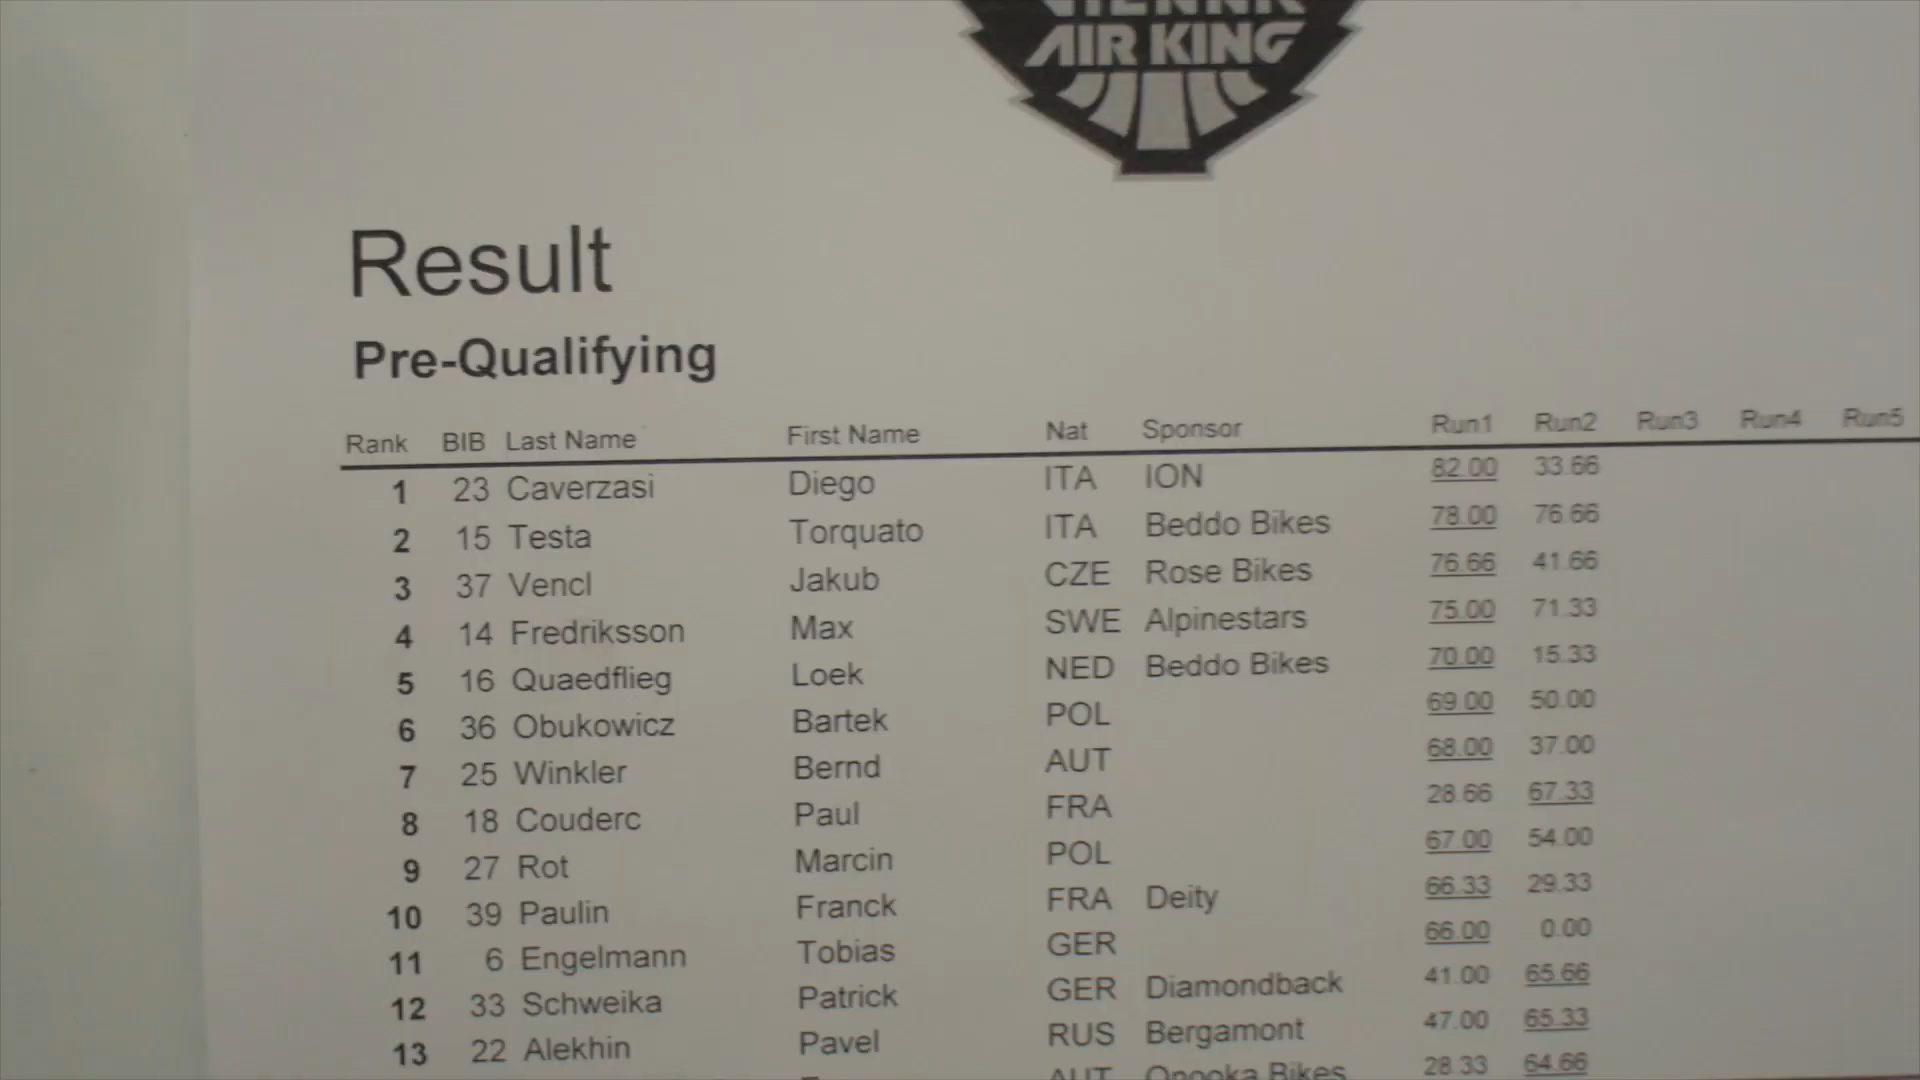 VIENNA
AIR KING
Result
Pre-Qualifying
Rank BIB Last Name First Name Nat Sponsor Run1 Run2 Run3 Run4 Run5
1 23 Caverzasi Diego ITA ION 82.00 33.66
2 15 Testa Torquato ITA Beddo Bikes 78.00 76.66
3 37 Vencl Jakub CZE Rose Bikes 76.66 41.66
4 14 Fredriksson Max SWE Alpinestars 75.00 71.33
5 16 Quaedflieg Loek NED Beddo Bikes 70.00 15.33
6 36 Obukowicz Bartek POL 69.00 50.00
7 25 Winkler Bernd AUT 68.00 37.00
8 18 Couderc Paul FRA 28.66 67.33
9 27 Rot Marcin POL 67.00 54.00
10 39 Paulin Franck FRA Deity 66.33 29.33
11 6 Engelmann Tobias GER 66.00 0.00
12 33 Schweika Patrick GER Diamondback 41.00 65.66
13 22 Alekhin Pavel RUS Bergamont 47.00 65.33
AUT Bikes 28.33 64.66